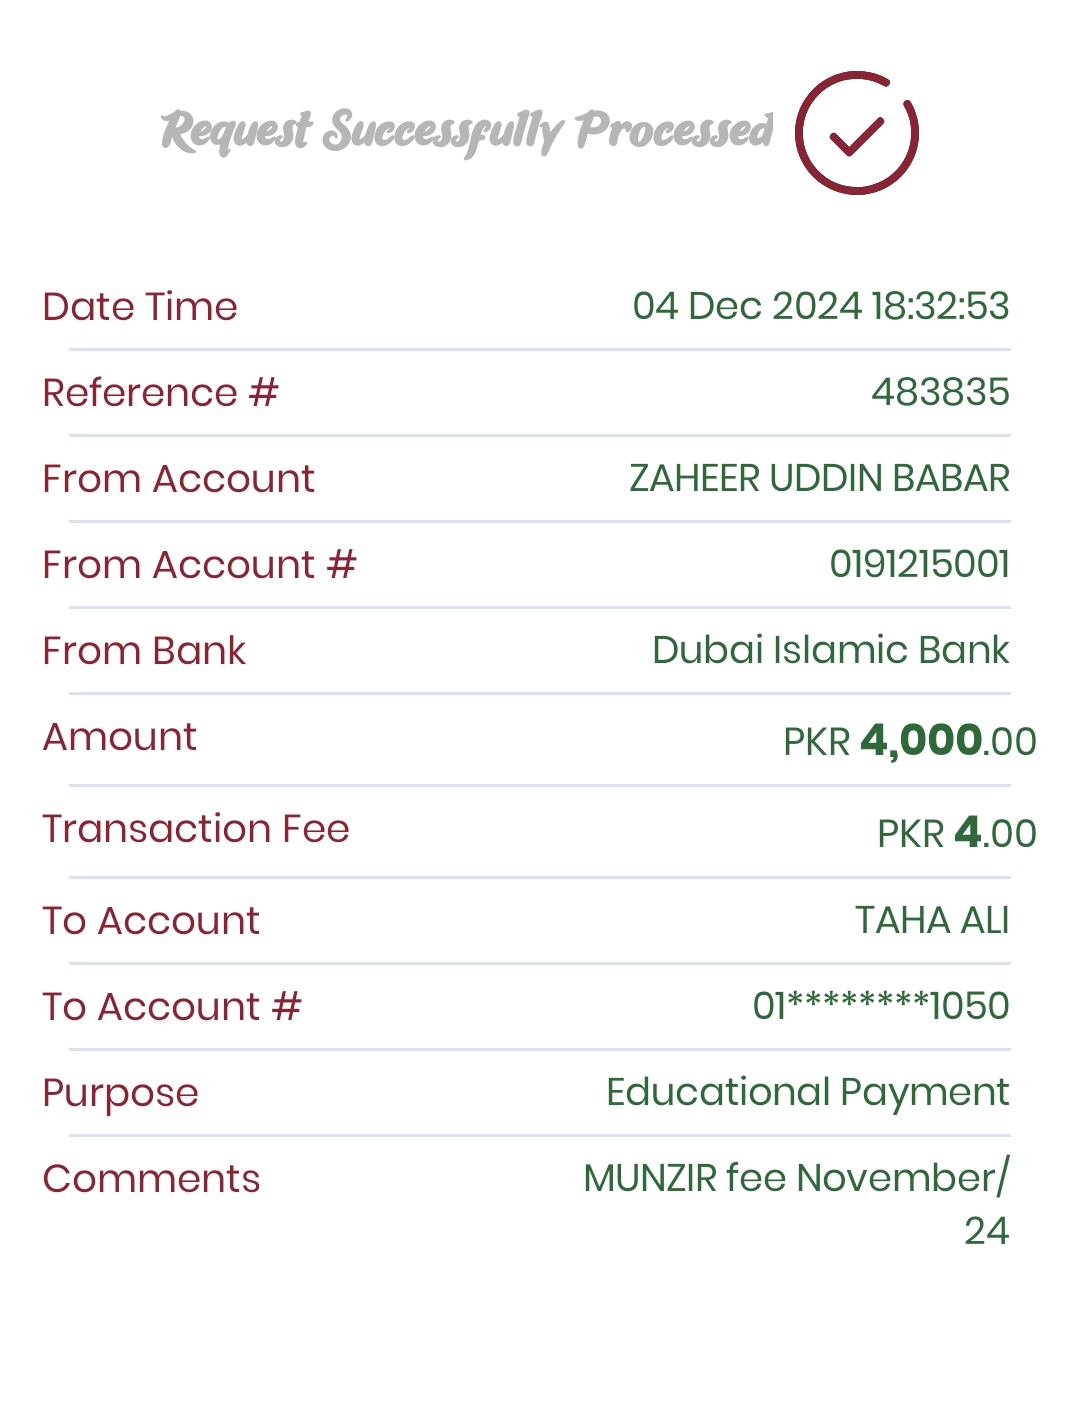 Request Successfully Processed
Date Time 04 Dec 2024 18:32:53
Reference # 483835
From Account ZAHEER UDDIN BABAR
From Account # 0191215001
From Bank Dubai Islamic Bank
Amount PKR 4,000.00
Transaction Fee PKR 4.00
To Account TAHA ALI
To Account # 01********1050
Purpose Educational Payment
Comments MUNZIR fee November/
24